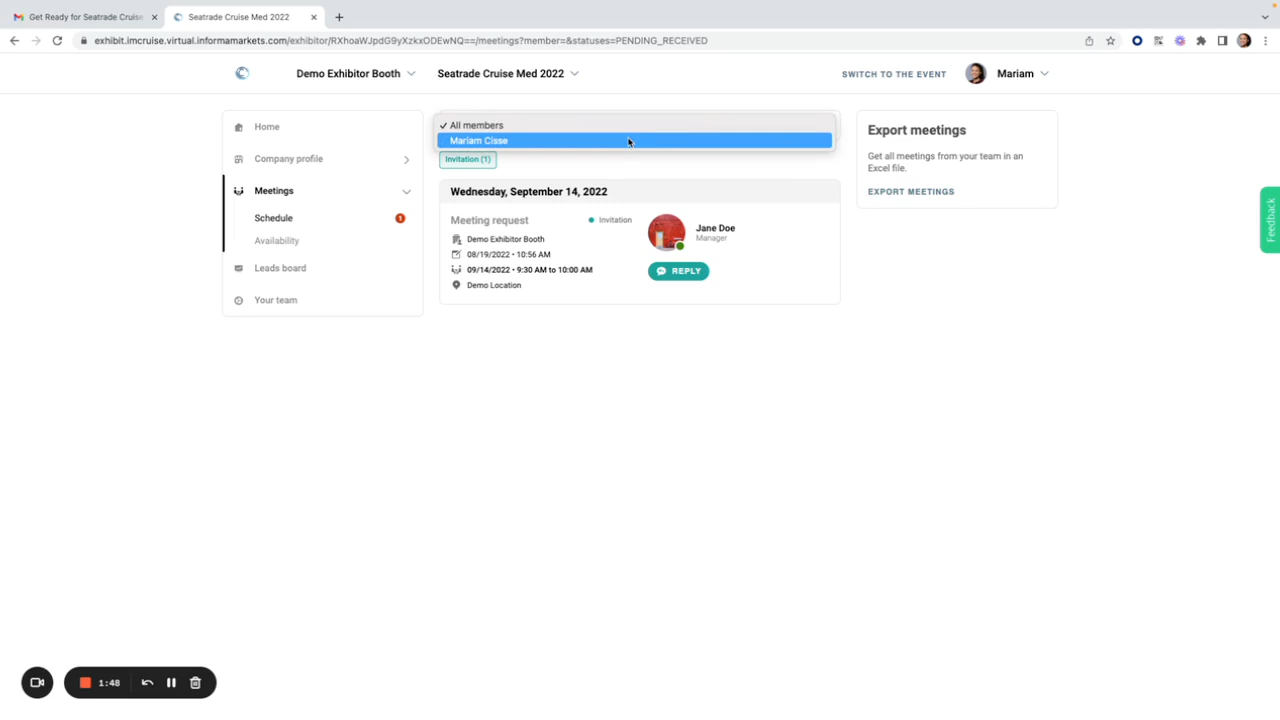 Get Ready for Seatrade Cruise
Seatrade Cruise Med 2022
exhibit.imcruise.virtual.informamarkets.com/exhibitor/RXhoaWJpdG9yXzkxODEwNQ==/meetings?member=&statuses=PENDING_RECEIVED
Demo Exhibitor Booth
Seatrade Cruise Med 2022
SWITCH TO THE EVENT
Mariam
Home
Company profile
Meetings
Schedule
1
Availability
Leads board
Your team
✓ All members
Mariam Cisse
Invitation (1)
Wednesday, September 14, 2022
Meeting request
Invitation
Demo Exhibitor Booth
08/19/2022 • 10:56 AM
09/14/2022 • 9:30 AM to 10:00 AM
Demo Location
Jane Doe
Manager
REPLY
Export meetings
Get all meetings from your team in an
Excel file.
EXPORT MEETINGS
Feedback
1:48